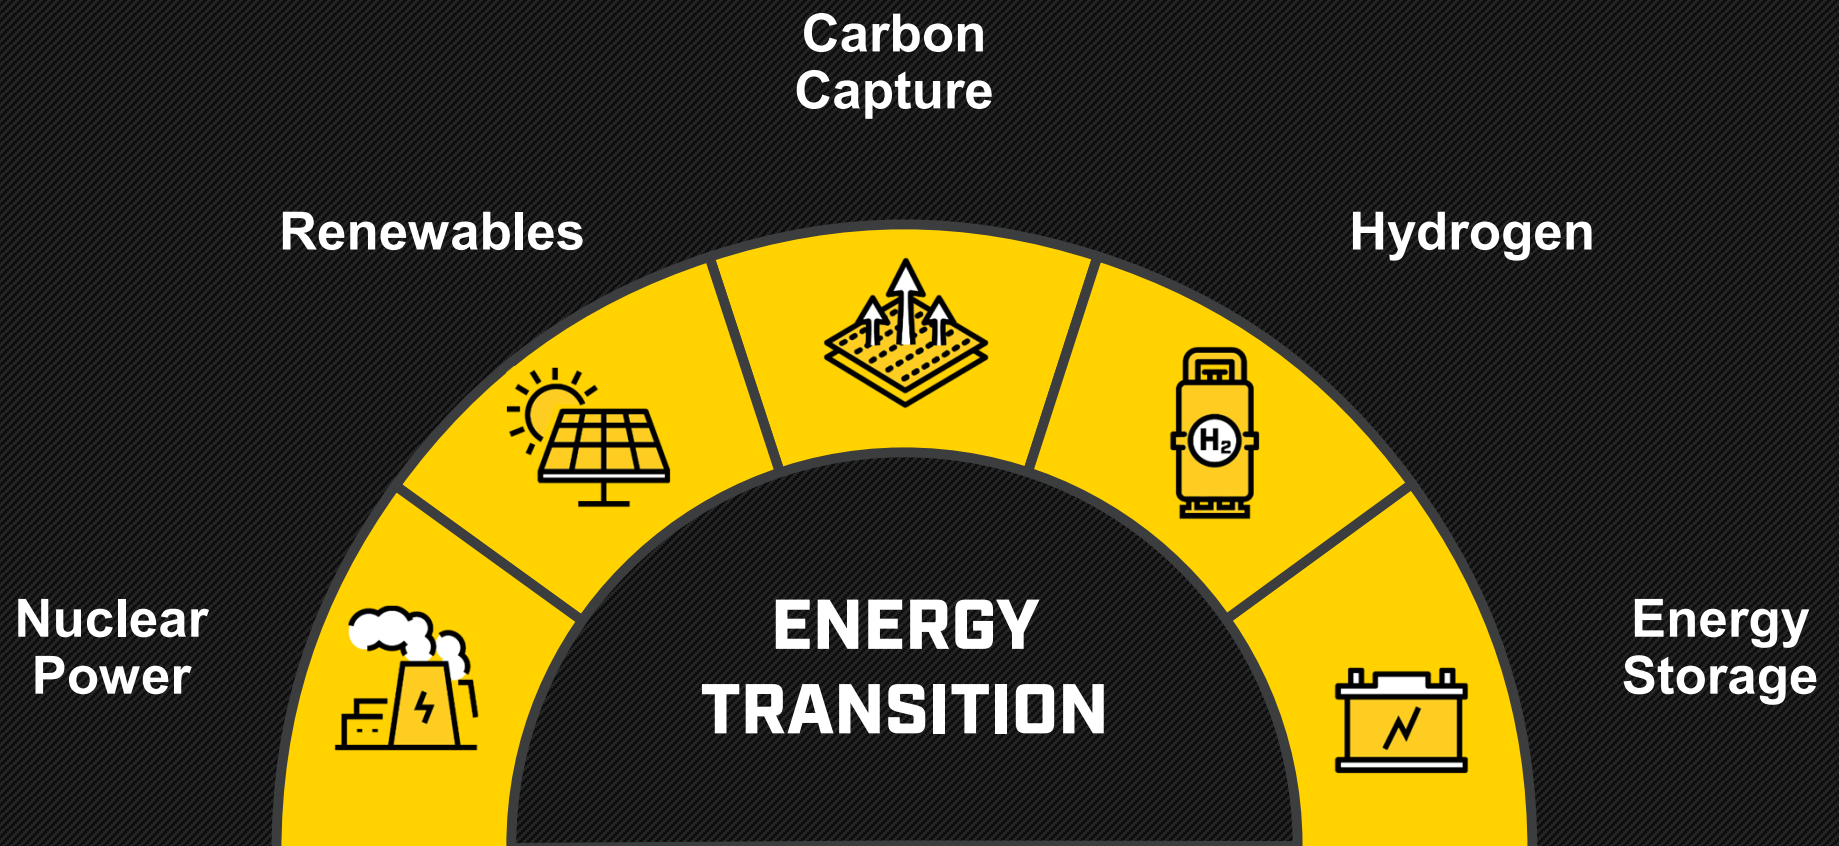 Carbon
Capture
Renewables
Hydrogen
H₂
Nuclear
Power
ENERGY
TRANSITION
Energy
Storage